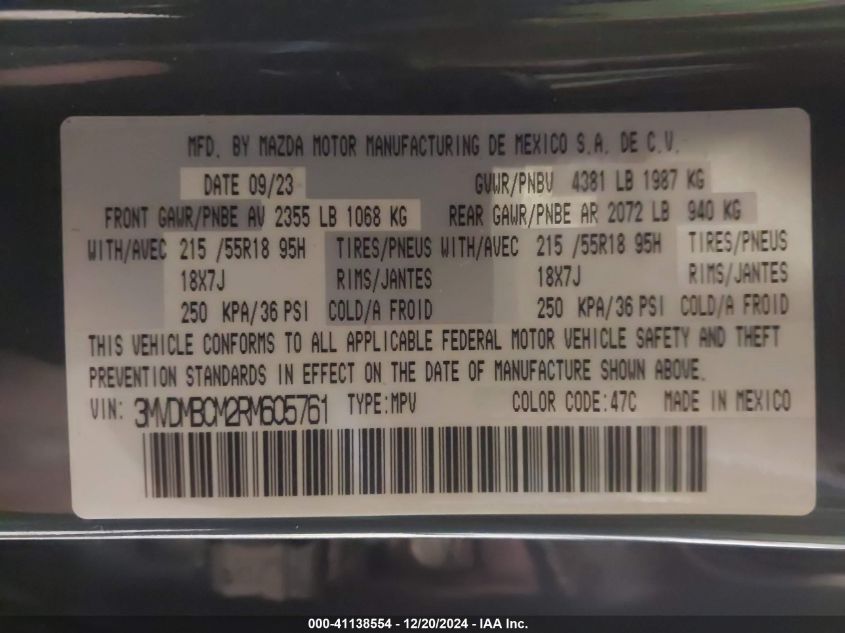 MFD. BY MAZDA MOTOR MANUFACTURING DE MEXICO S.A. DE C.V.
DATE 09/23 GVWR/PNBV 4381 LB 1987 KG
FRONT GAWR/PNBE AV 2355 LB 1068 KG REAR GAWR/PNBE AR 2072 LB 940 KG
WITH/AVEC 215 /55R18 95H TIRES/PNEUS WITH/AVEC 215 /55R18 95H TIRES/PNEUS
18X7J RIMS/JANTES 18X7J RIMS/JANTES
250 KPA/36 PSI COLD/A FROID 250 KPA/36 PSI COLD/A FROID
THIS VEHICLE CONFORMS TO ALL APPLICABLE FEDERAL MOTOR VEHICLE SAFETY AND THEFT
PREVENTION STANDARDS IN EFFECT ON THE DATE OF MANUFACTURE SHOWN ABOVE.
VIN: 3MVDMBCM2RM605761 TYPE:MPV COLOR CODE:47C MADE IN MEXICO
000-41138554 - 12/20/2024 - IAA Inc.